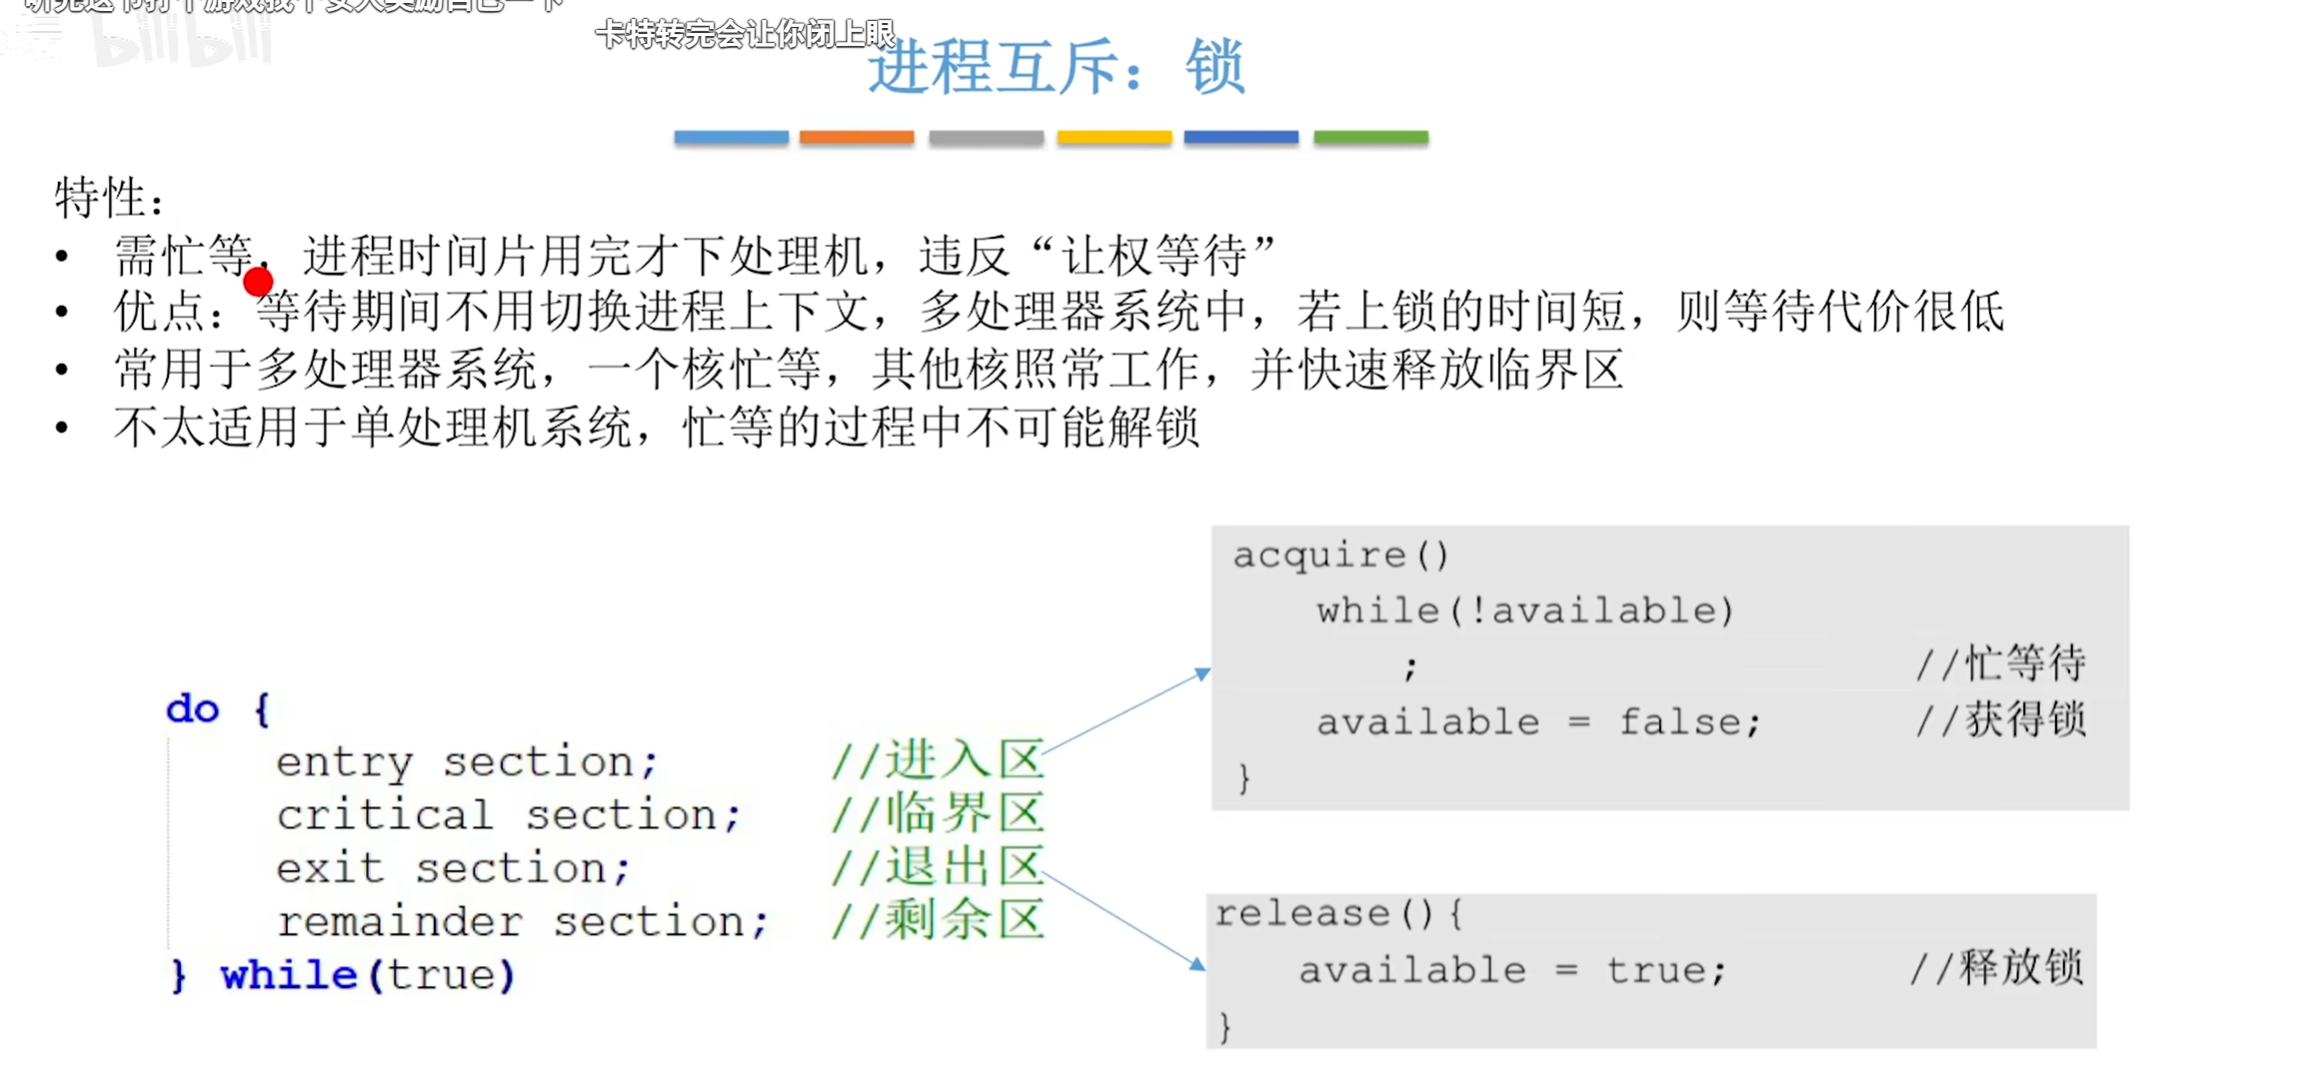 卡特转完会让你闭上眼
bilibili
进程互斥：锁
特性：
• 需忙等，进程时间片用完才下处理机，违反“让权等待”
• 优点：等待期间不用切换进程上下文，多处理器系统中，若上锁的时间短，则等待代价很低
• 常用于多处理器系统，一个核忙等，其他核照常工作，并快速释放临界区
• 不太适用于单处理机系统，忙等的过程中不可能解锁
do {
entry section; //进入区
critical section; //临界区
exit section; //退出区
remainder section; //剩余区
} while(true)
acquire()
while(!available)
; //忙等待
available = false; //获得锁
}
release(){
available = true; //释放锁
}